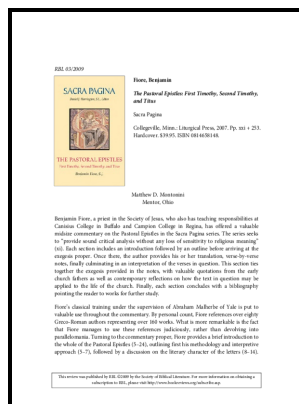 RBL 03/2009
SACRA PAGINA
Daniel J. Harrington, S.J., editor
THE PASTORAL EPISTLES
First Timothy, Second Timothy, and Titus
Benjamin Fiore, S.J.
Fiore, Benjamin
The Pastoral Epistles: First Timothy, Second Timothy,
and Titus
Sacra Pagina
Collegeville, Minn.: Liturgical Press, 2007. Pp. xxi + 253.
Hardcover. $39.95. ISBN 0814658148.
Matthew D. Montonini
Mentor, Ohio
Benjamin Fiore, a priest in the Society of Jesus, who also has teaching responsibilities at
Canisius College in Buffalo and Campion College in Regina, has offered a valuable
midsize commentary on the Pastoral Epistles in the Sacra Pagina series. The series seeks
to "provide sound critical analysis without any loss of sensitivity to religious meaning"
(xi). Each section includes an introduction followed by an outline before arriving at the
exegesis proper. Once there, the author provides his or her translation, verse-by-verse
notes, finally culminating in an interpretation of the verses in question. This section ties
together the exegesis provided in the notes, with valuable quotations from the early
church fathers as well as contemporary reflections on how the text in question may be
applied to the life of the church. Finally, each section concludes with a bibliography
pointing the reader to works for further study.
Fiore's classical training under the supervision of Abraham Malherbe of Yale is put to
valuable use throughout the commentary. By personal count, Fiore references over eighty
Greco-Roman authors representing over 160 works. What is more remarkable is the fact
that Fiore manages to use these references judiciously, rather than devolving into
parallelomania. Turning to the commentary proper, Fiore provides a brief introduction to
the whole of the Pastoral Epistles (5–24), outlining first his methodology and interpretive
approach (5–7), followed by a discussion on the literary character of the letters (8–14).
This review was published by RBL ©2009 by the Society of Biblical Literature. For more information on obtaining a
subscription to RBL, please visit http://www.bookreviews.org/subscribe.asp.